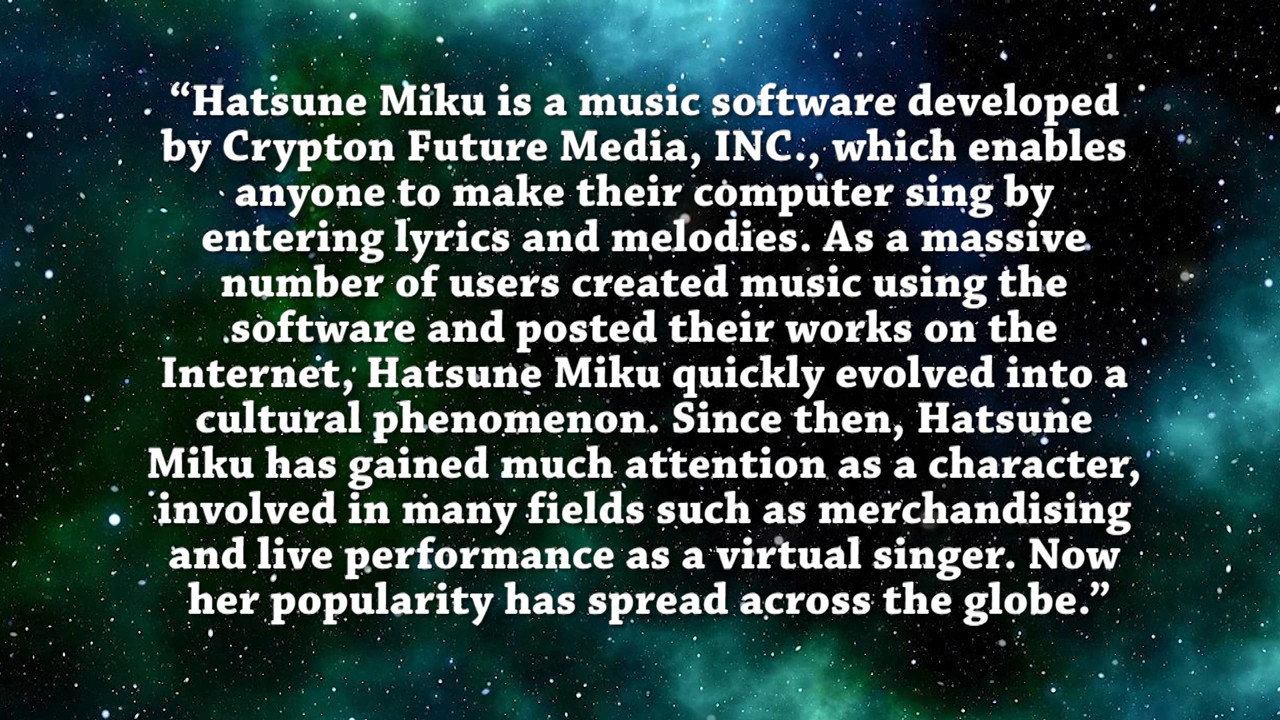 “Hatsune Miku is a music software developed
by Crypton Future Media, INC., which enables
anyone to make their computer sing by
entering lyrics and melodies. As a massive
number of users created music using the
software and posted their works on the
Internet, Hatsune Miku quickly evolved into a
cultural phenomenon. Since then, Hatsune
Miku has gained much attention as a character,
involved in many fields such as merchandising
and live performance as a virtual singer. Now
her popularity has spread across the globe.”